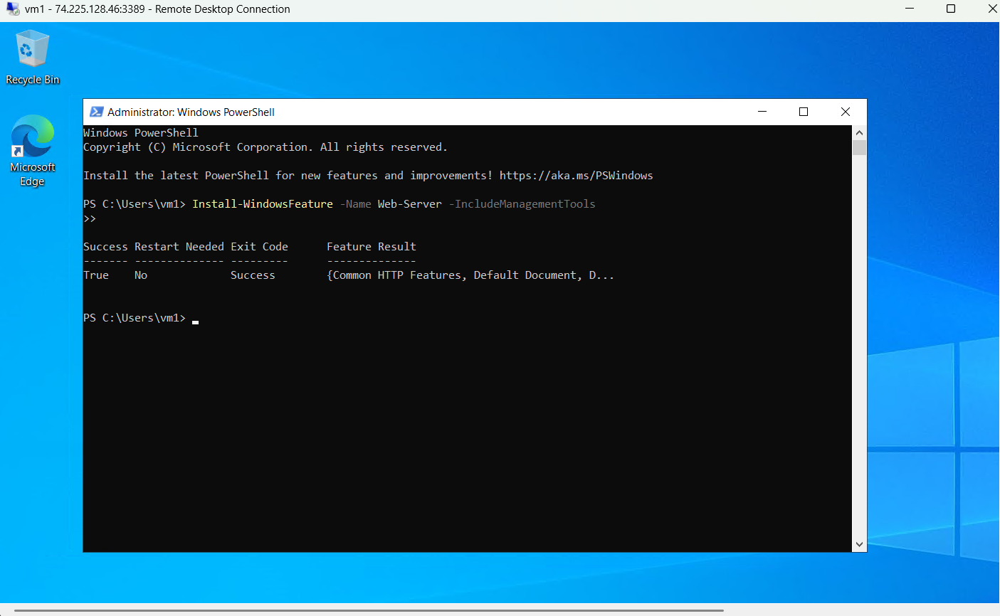 vm1 - 74.225.128.46:3389 - Remote Desktop Connection
Recycle Bin
Microsoft
Edge
Administrator: Windows PowerShell
Windows PowerShell
Copyright (C) Microsoft Corporation. All rights reserved.
Install the latest PowerShell for new features and improvements! https://aka.ms/PSWindows
PS C:\Users\vm1> Install-WindowsFeature -Name Web-Server -IncludeManagementTools
>>
Success Restart Needed Exit Code      Feature Result
------- -------------- ---------      --------------
True    No             Success        {Common HTTP Features, Default Document, D...
PS C:\Users\vm1>